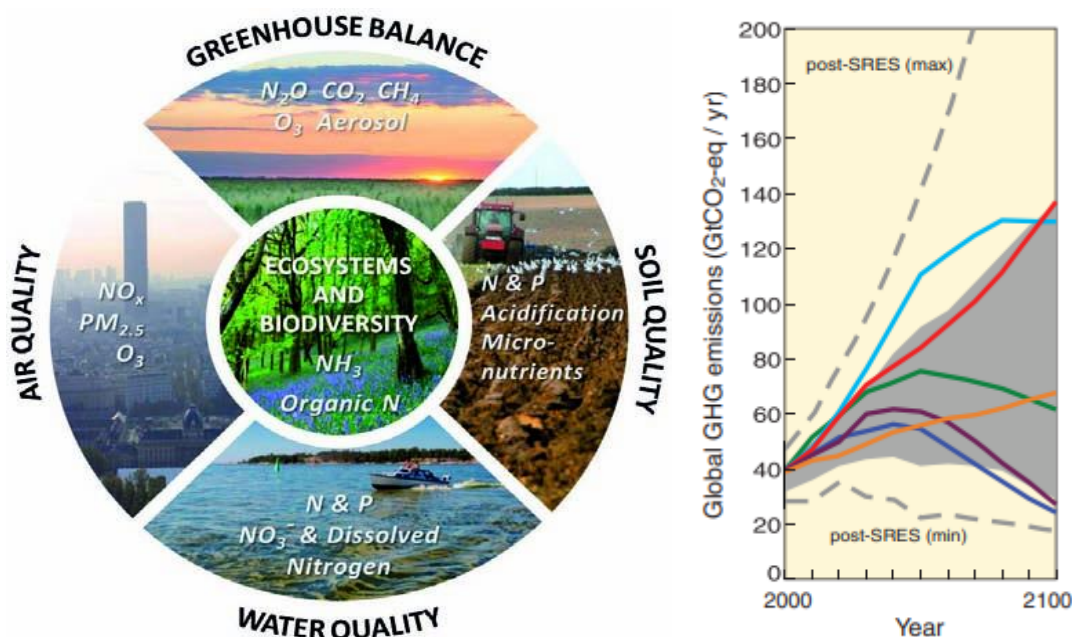 GREENHOUSE BALANCE
N₂O CO₂ CH₄
O₃ Aerosol
AIR QUALITY
NOₓ
PM₂.₅
O₃
ECOSYSTEMS
AND
BIODIVERSITY
NH₃
Organic N
SOIL QUALITY
N & P
Acidification
Micro-
nutrients
N & P
NO₃⁻ & Dissolved
Nitrogen
WATER QUALITY
Global GHG emissions (GtCO₂-eq / yr)
200
180
160
140
120
100
80
60
40
20
0
post-SRES (max)
post-SRES (min)
2000
2100
Year